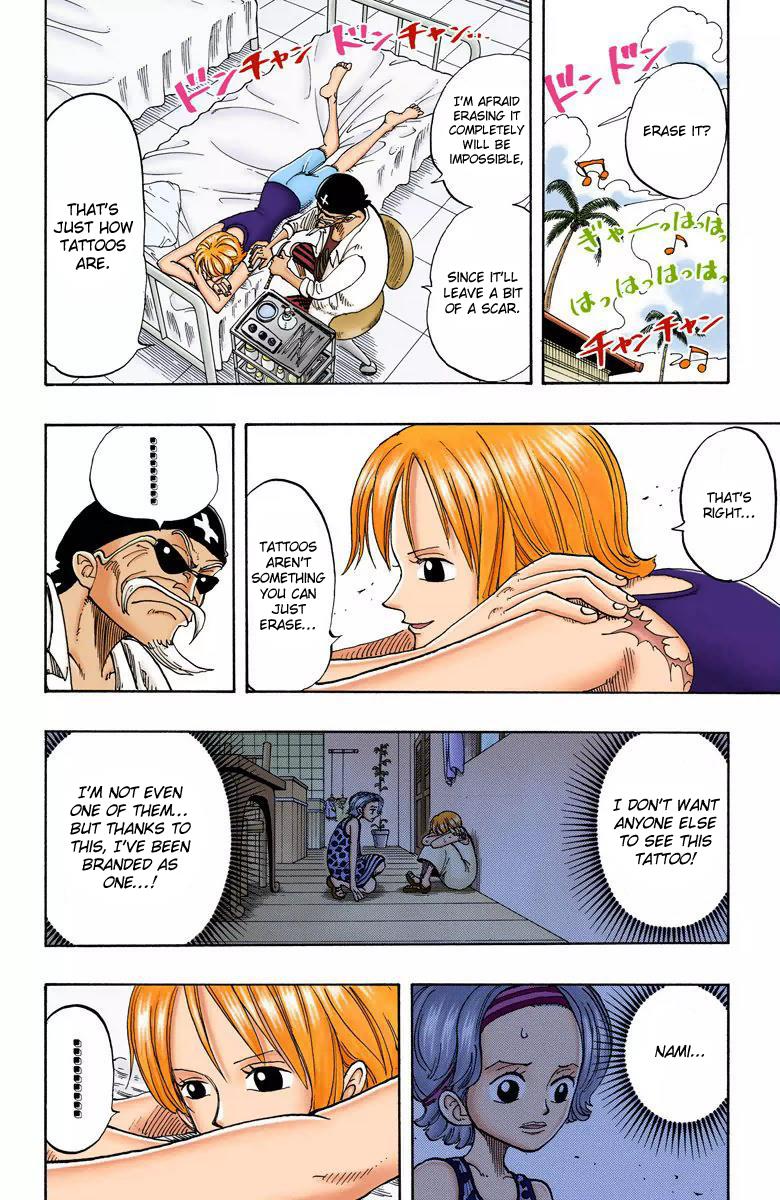 ドンドン
ERASE IT?
ぎゃーっはっはっ
はっはっはっはっ
チャンチャン
ドンチャンドンチャン...
I'M AFRAID
ERASING IT
COMPLETELY
WILL BE
IMPOSSIBLE,
SINCE IT'LL
LEAVE A BIT
OF A SCAR.
THAT'S
JUST HOW
TATTOOS
ARE.
THAT'S
RIGHT...
TATTOOS
AREN'T
SOMETHING
YOU CAN
JUST
ERASE...
I DON'T WANT
ANYONE ELSE
TO SEE THIS
TATTOO!
I'M NOT EVEN
ONE OF THEM...
BUT THANKS TO
THIS, I'VE BEEN
BRANDED AS
ONE...!
NAMI...